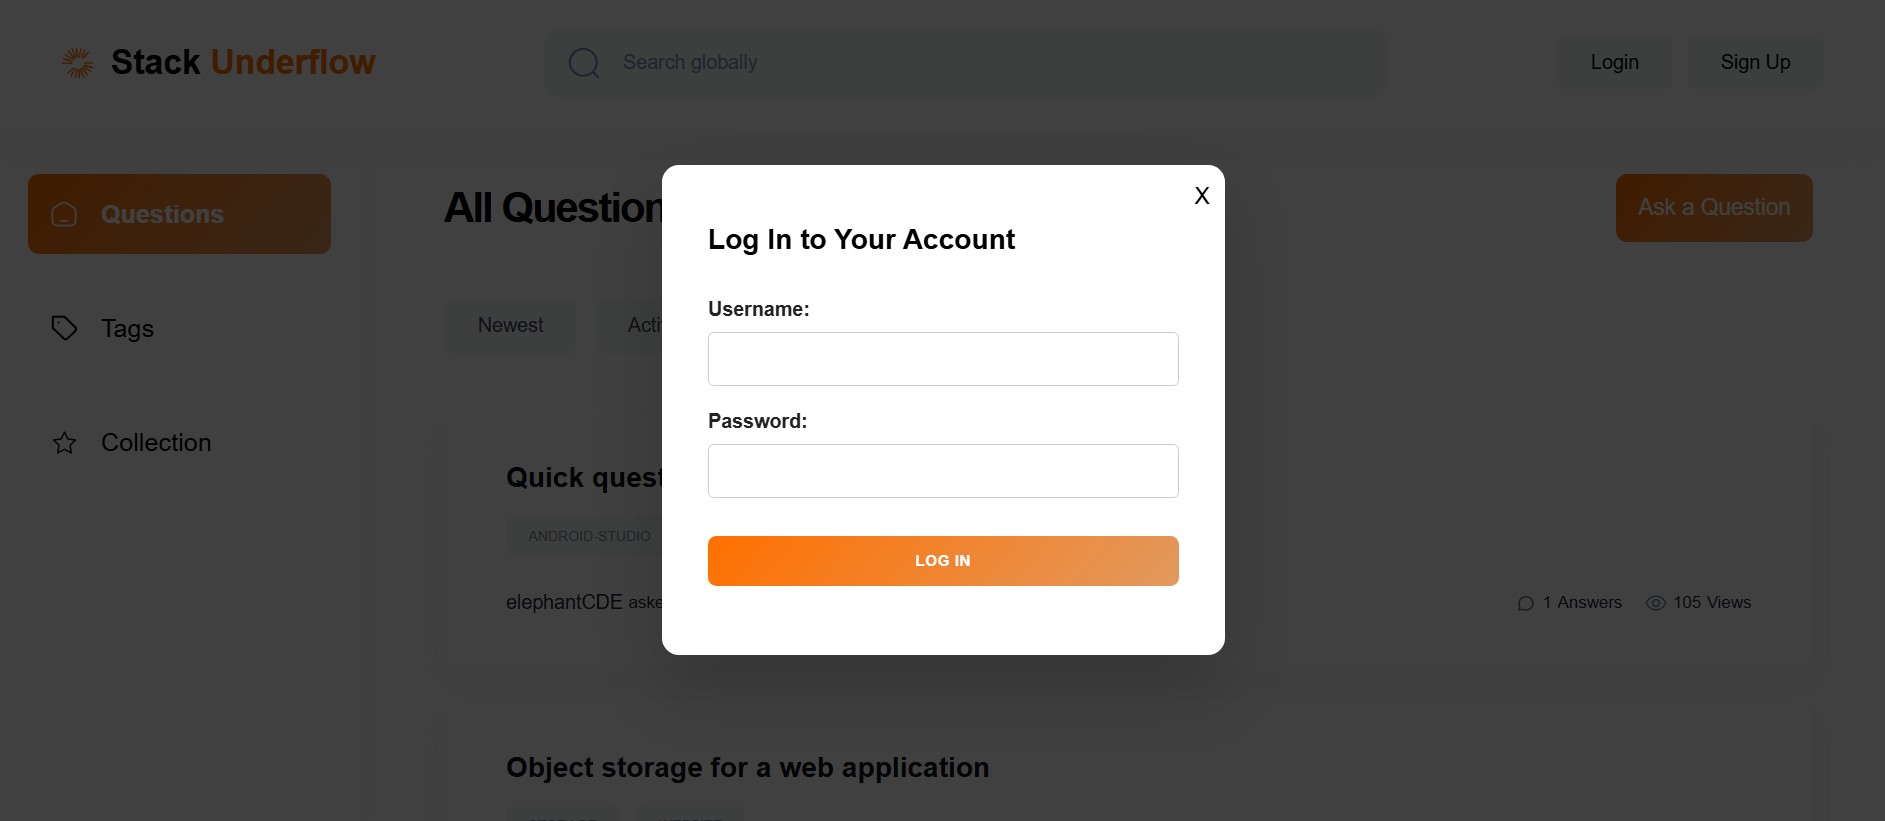 Stack Underflow
Search globally
Login
Sign Up
Questions
Tags
Collection
All Question
Ask a Question
Newest
Acti
X
Log In to Your Account
Username:
Password:
LOG IN
Quick quest
ANDROID-STUDIO
elephantCDE aske
1 Answers
105 Views
Object storage for a web application